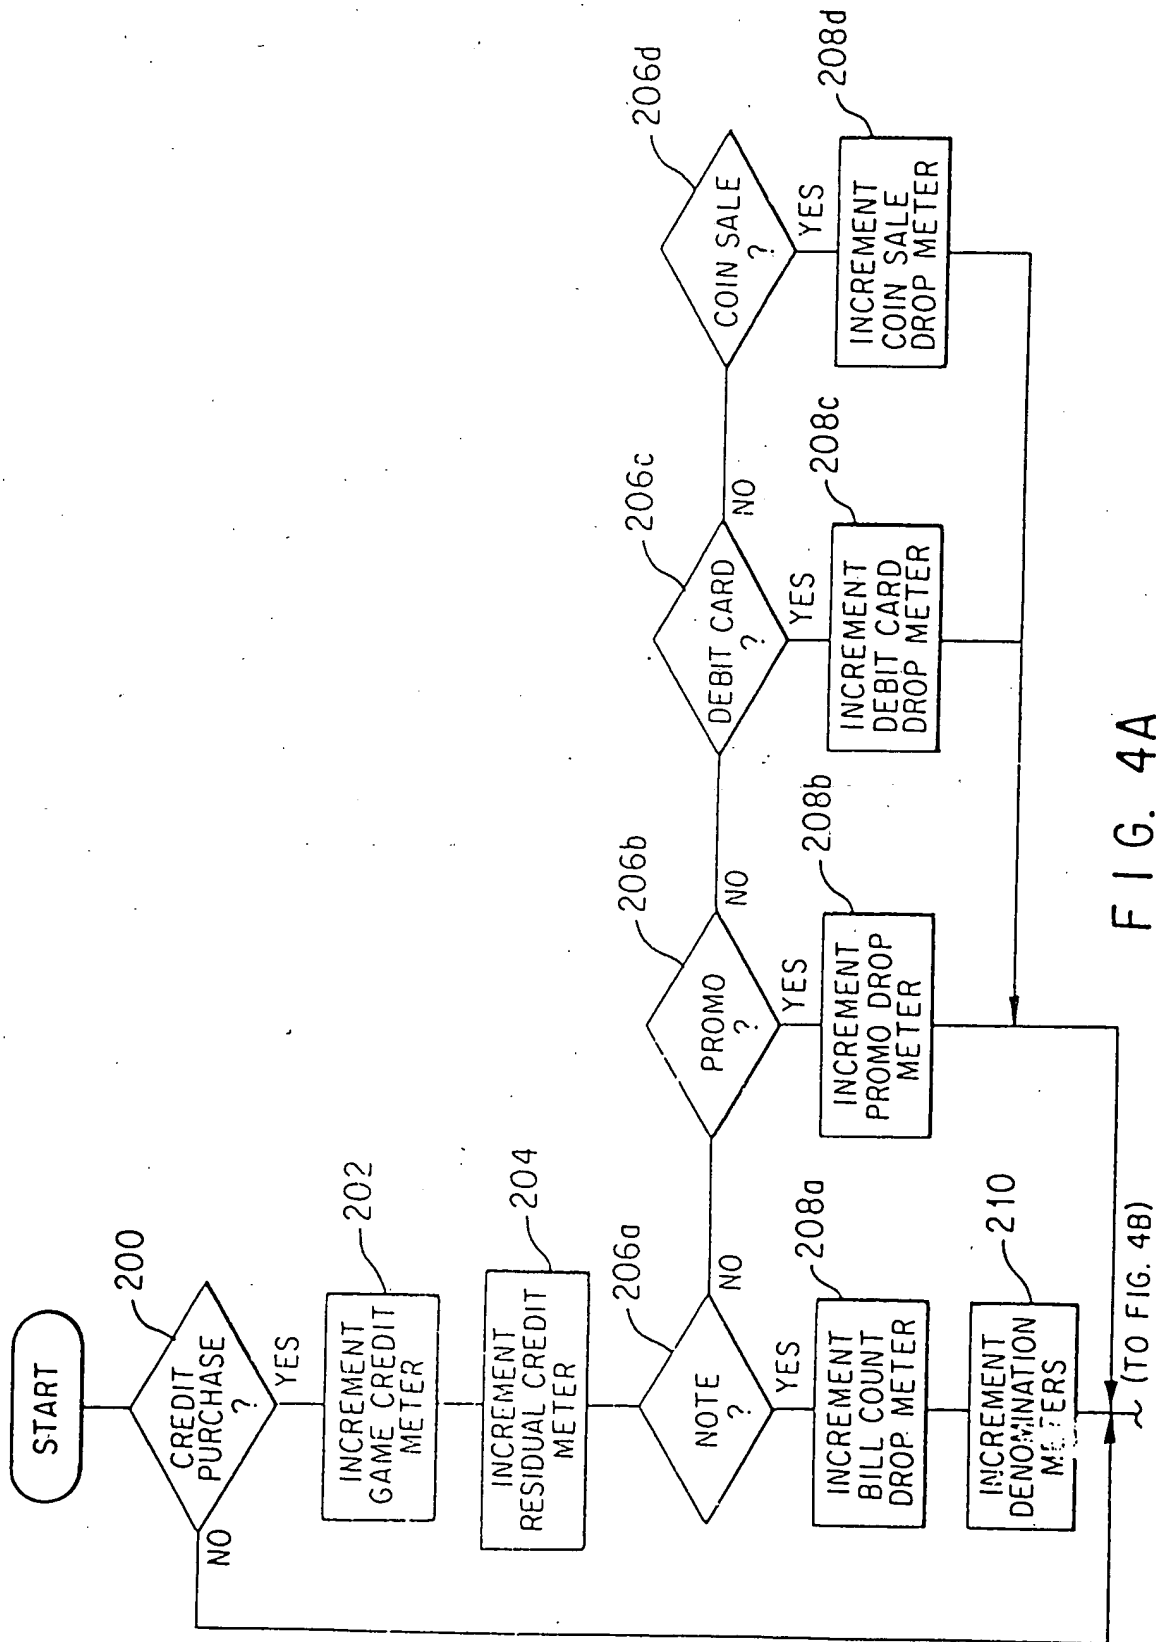 START
200
CREDIT
PURCHASE
?
NO
YES
202
INCREMENT
GAME CREDIT
METER
204
INCREMENT
RESIDUAL CREDIT
METER
206a
NOTE
?
NO
YES
206b
PROMO
?
NO
YES
206c
DEBIT CARD
?
NO
YES
206d
COIN SALE
?
YES
208a
INCREMENT
BILL COUNT
DROP METER
208b
INCREMENT
PROMO DROP
METER
208c
INCREMENT
DEBIT CARD
DROP METER
208d
INCREMENT
COIN SALE
DROP METER
210
INCREMENT
DENOMINATION
METERS
(TO FIG. 4B)
FIG. 4A